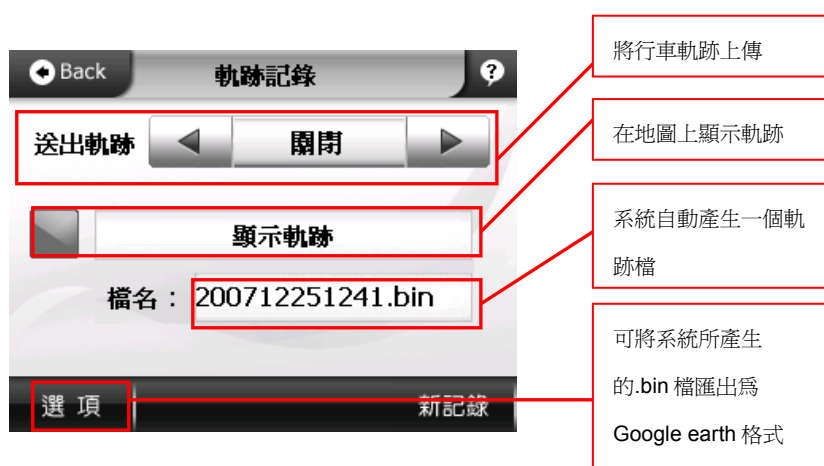 Back
軌跡記錄
?
送出軌跡
關閉
顯示軌跡
檔名：
200712251241.bin
選 項
新記錄
將行車軌跡上傳
在地圖上顯示軌跡
系統自動產生一個軌
跡檔
可將系統所產生
的.bin 檔匯出為
Google earth 格式